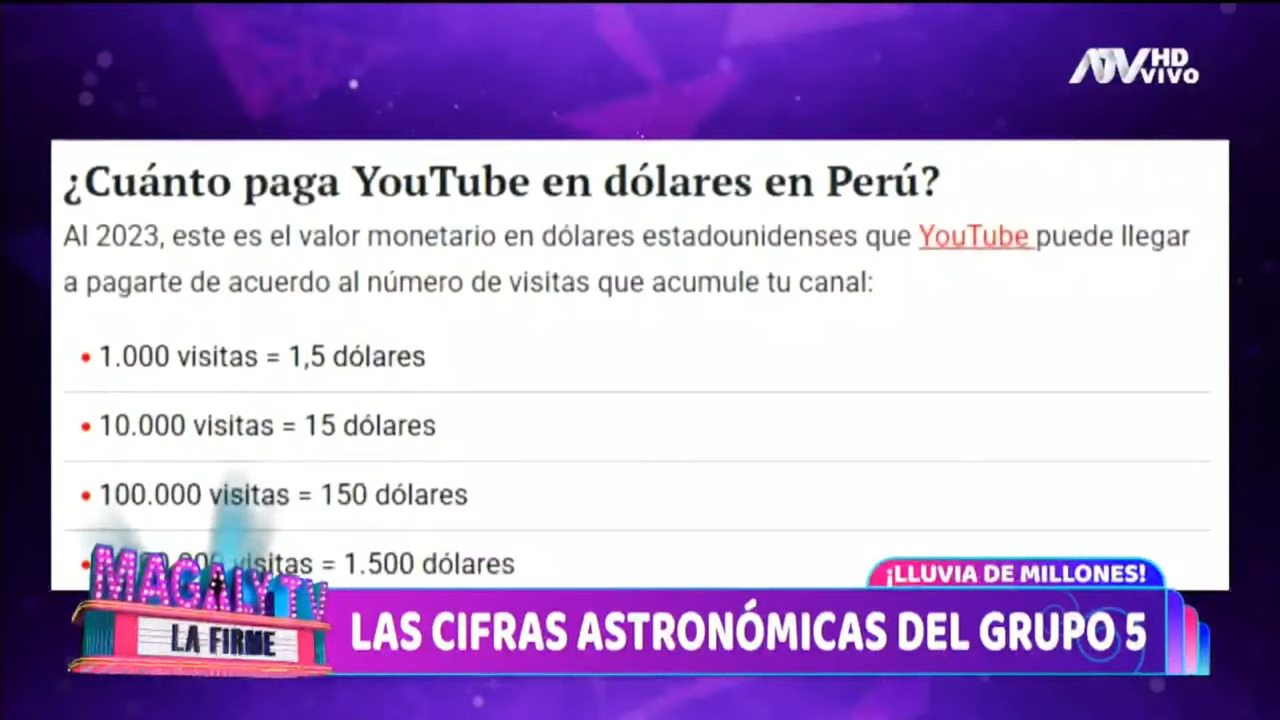 ATV HD
VIVO
¿Cuánto paga YouTube en dólares en Perú?
Al 2023, este es el valor monetario en dólares estadounidenses que YouTube puede llegar
a pagarte de acuerdo al número de visitas que acumule tu canal:
• 1.000 visitas = 1,5 dólares
• 10.000 visitas = 15 dólares
• 100.000 visitas = 150 dólares
• visitas = 1.500 dólares
MAGALY TV
LA FIRME
¡LLUVIA DE MILLONES!
LAS CIFRAS ASTRONÓMICAS DEL GRUPO 5